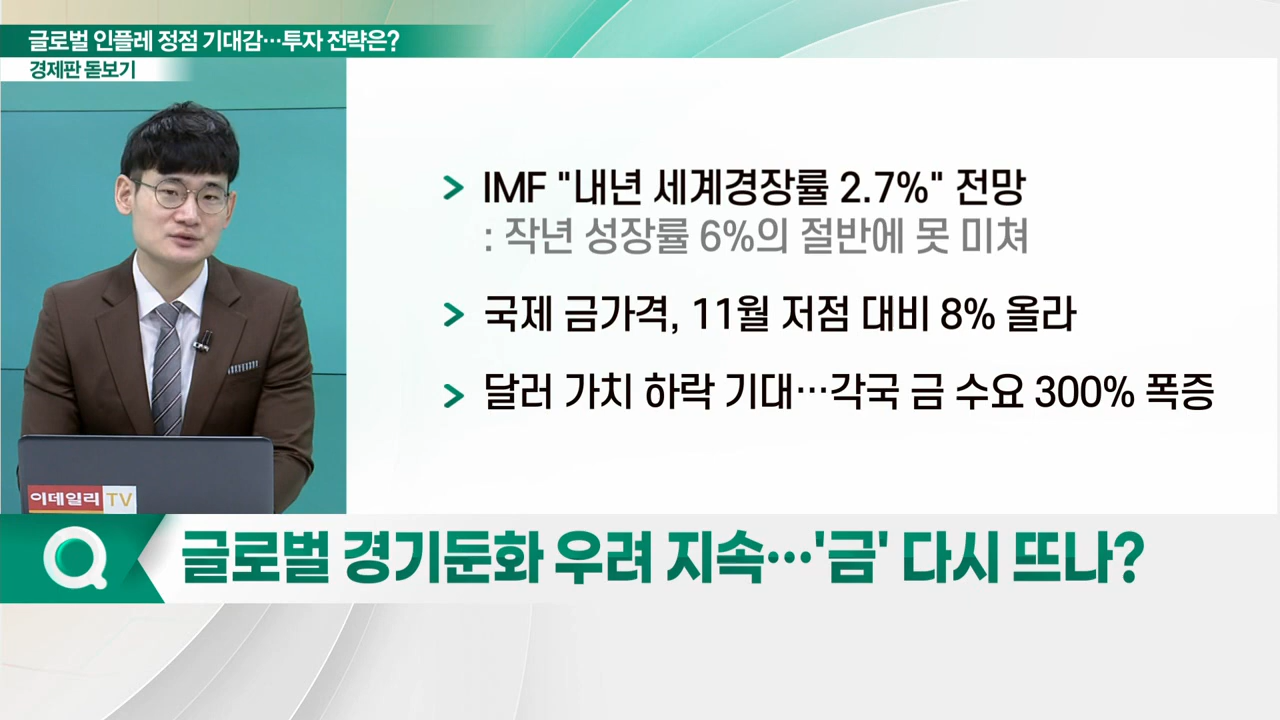 글로벌 인플레 정점 기대감…투자 전략은?
경제판 돋보기
IMF "내년 세계경장률 2.7%" 전망
: 작년 성장률 6%의 절반에 못 미쳐
국제 금가격, 11월 저점 대비 8% 올라
달러 가치 하락 기대…각국 금 수요 300% 폭증
이데일리 TV
Q 글로벌 경기둔화 우려 지속…'금' 다시 뜨나?